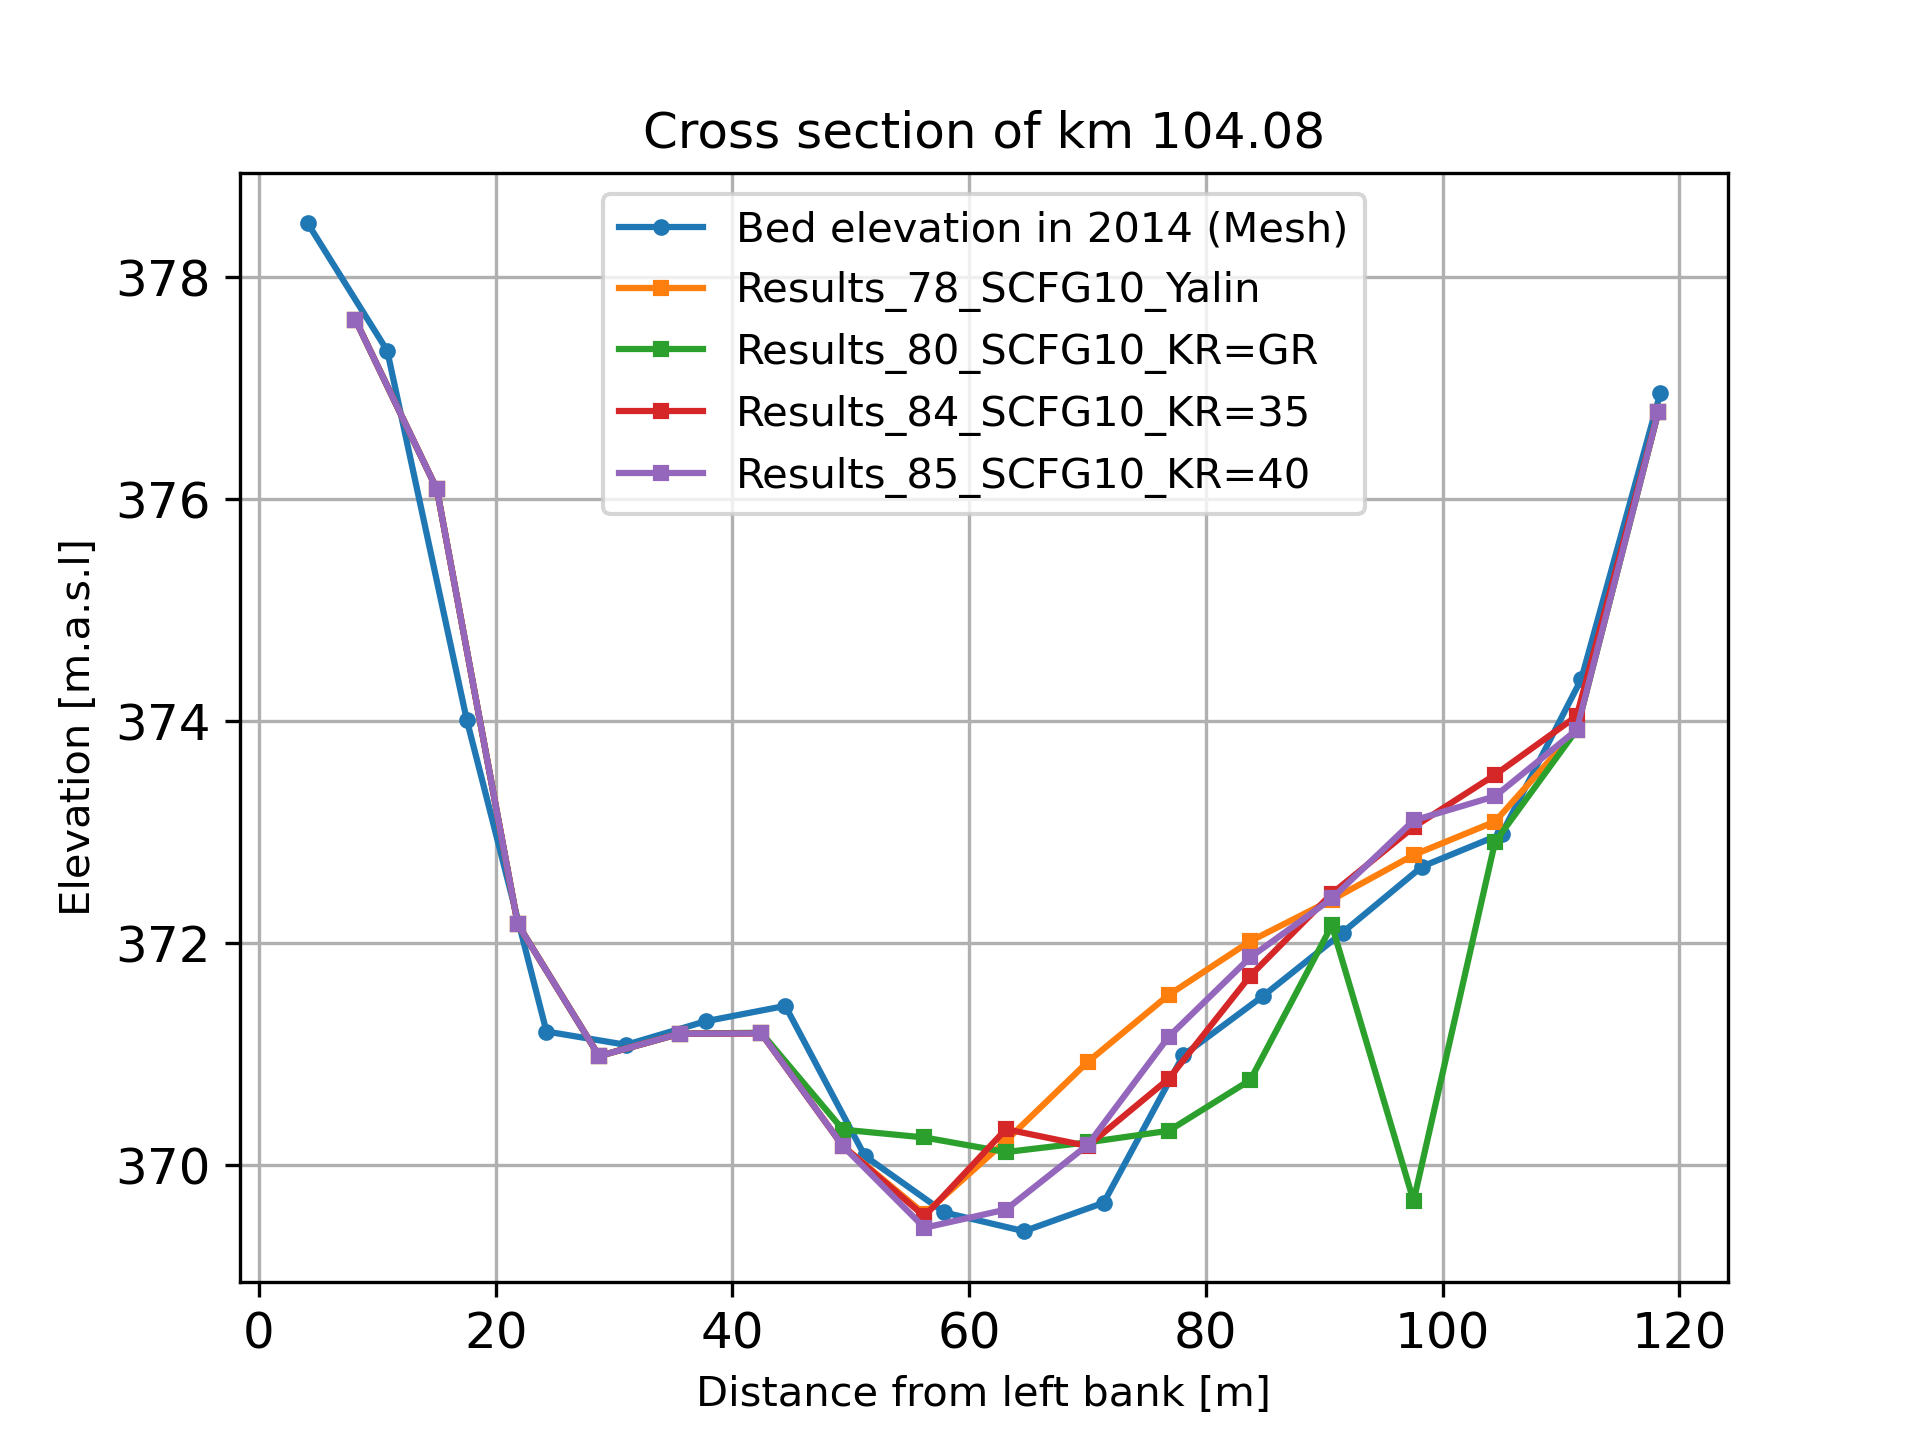 Cross section of km 104.08
Bed elevation in 2014 (Mesh)
Results_78_SCFG10_Yalin
Results_80_SCFG10_KR=GR
Results_84_SCFG10_KR=35
Results_85_SCFG10_KR=40
378
376
374
372
370
Elevation [m.a.s.l]
0 20 40 60 80 100 120
Distance from left bank [m]